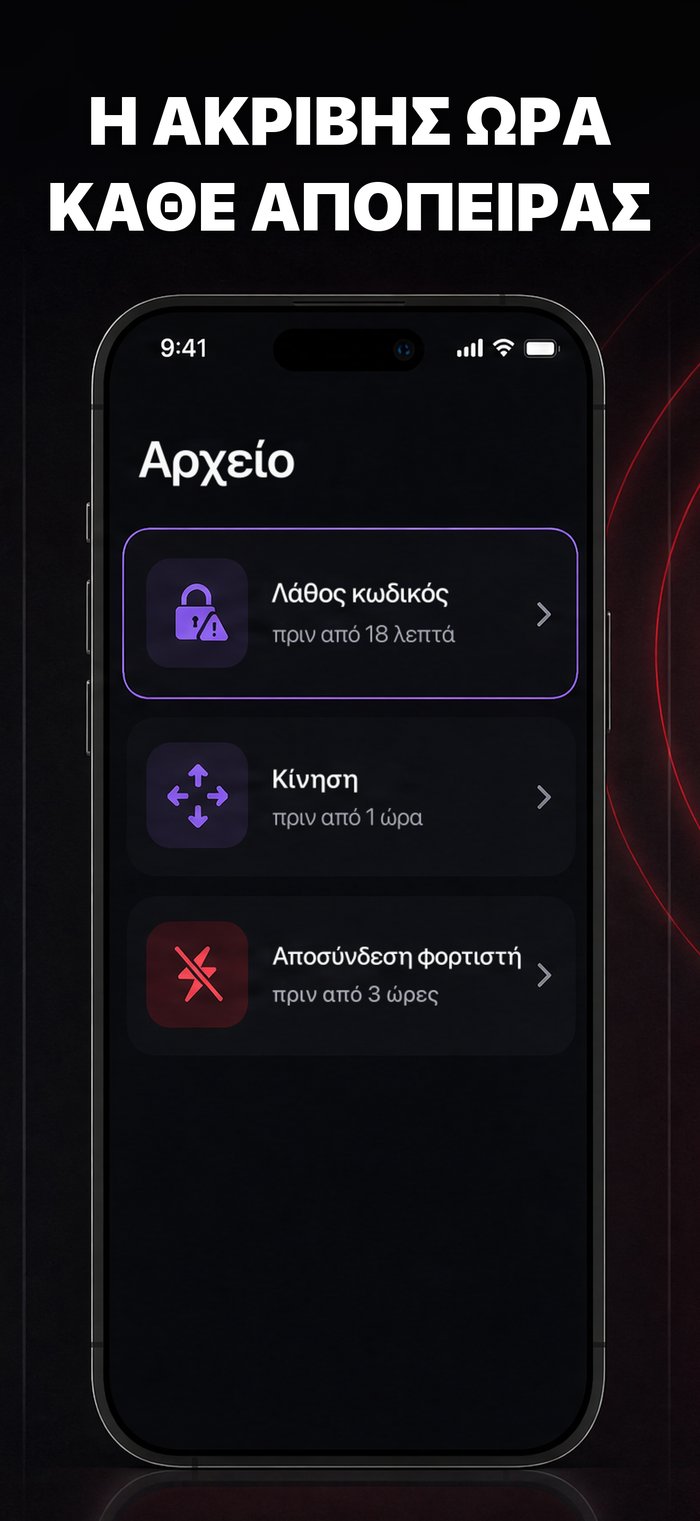 Η ΑΚΡΙΒΗΣ ΩΡΑ
ΚΑΘΕ ΑΠΟΠΕΙΡΑΣ
9:41
Αρχείο
Λάθος κωδικός
πριν από 18 λεπτά
Κίνηση
πριν από 1 ώρα
Αποσύνδεση φορτιστή
πριν από 3 ώρες